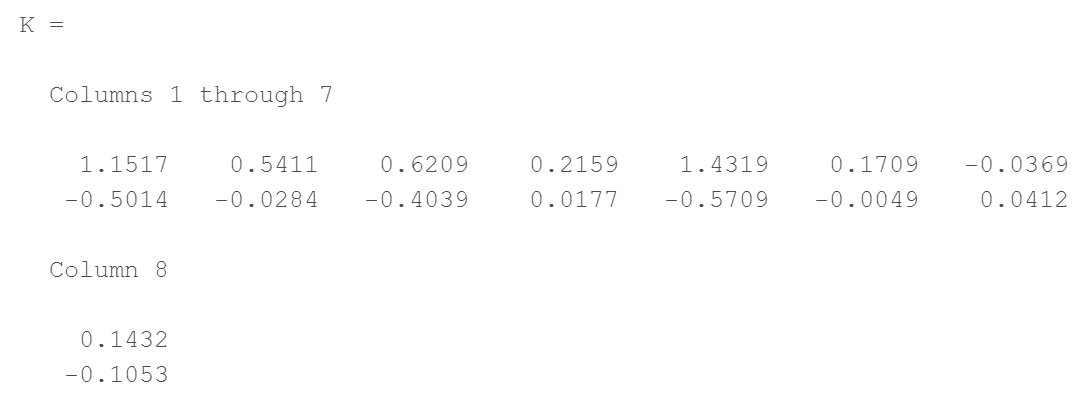 K =
Columns 1 through 7
1.1517 0.5411 0.6209 0.2159 1.4319 0.1709 -0.0369
-0.5014 -0.0284 -0.4039 0.0177 -0.5709 -0.0049 0.0412
Column 8
0.1432
-0.1053